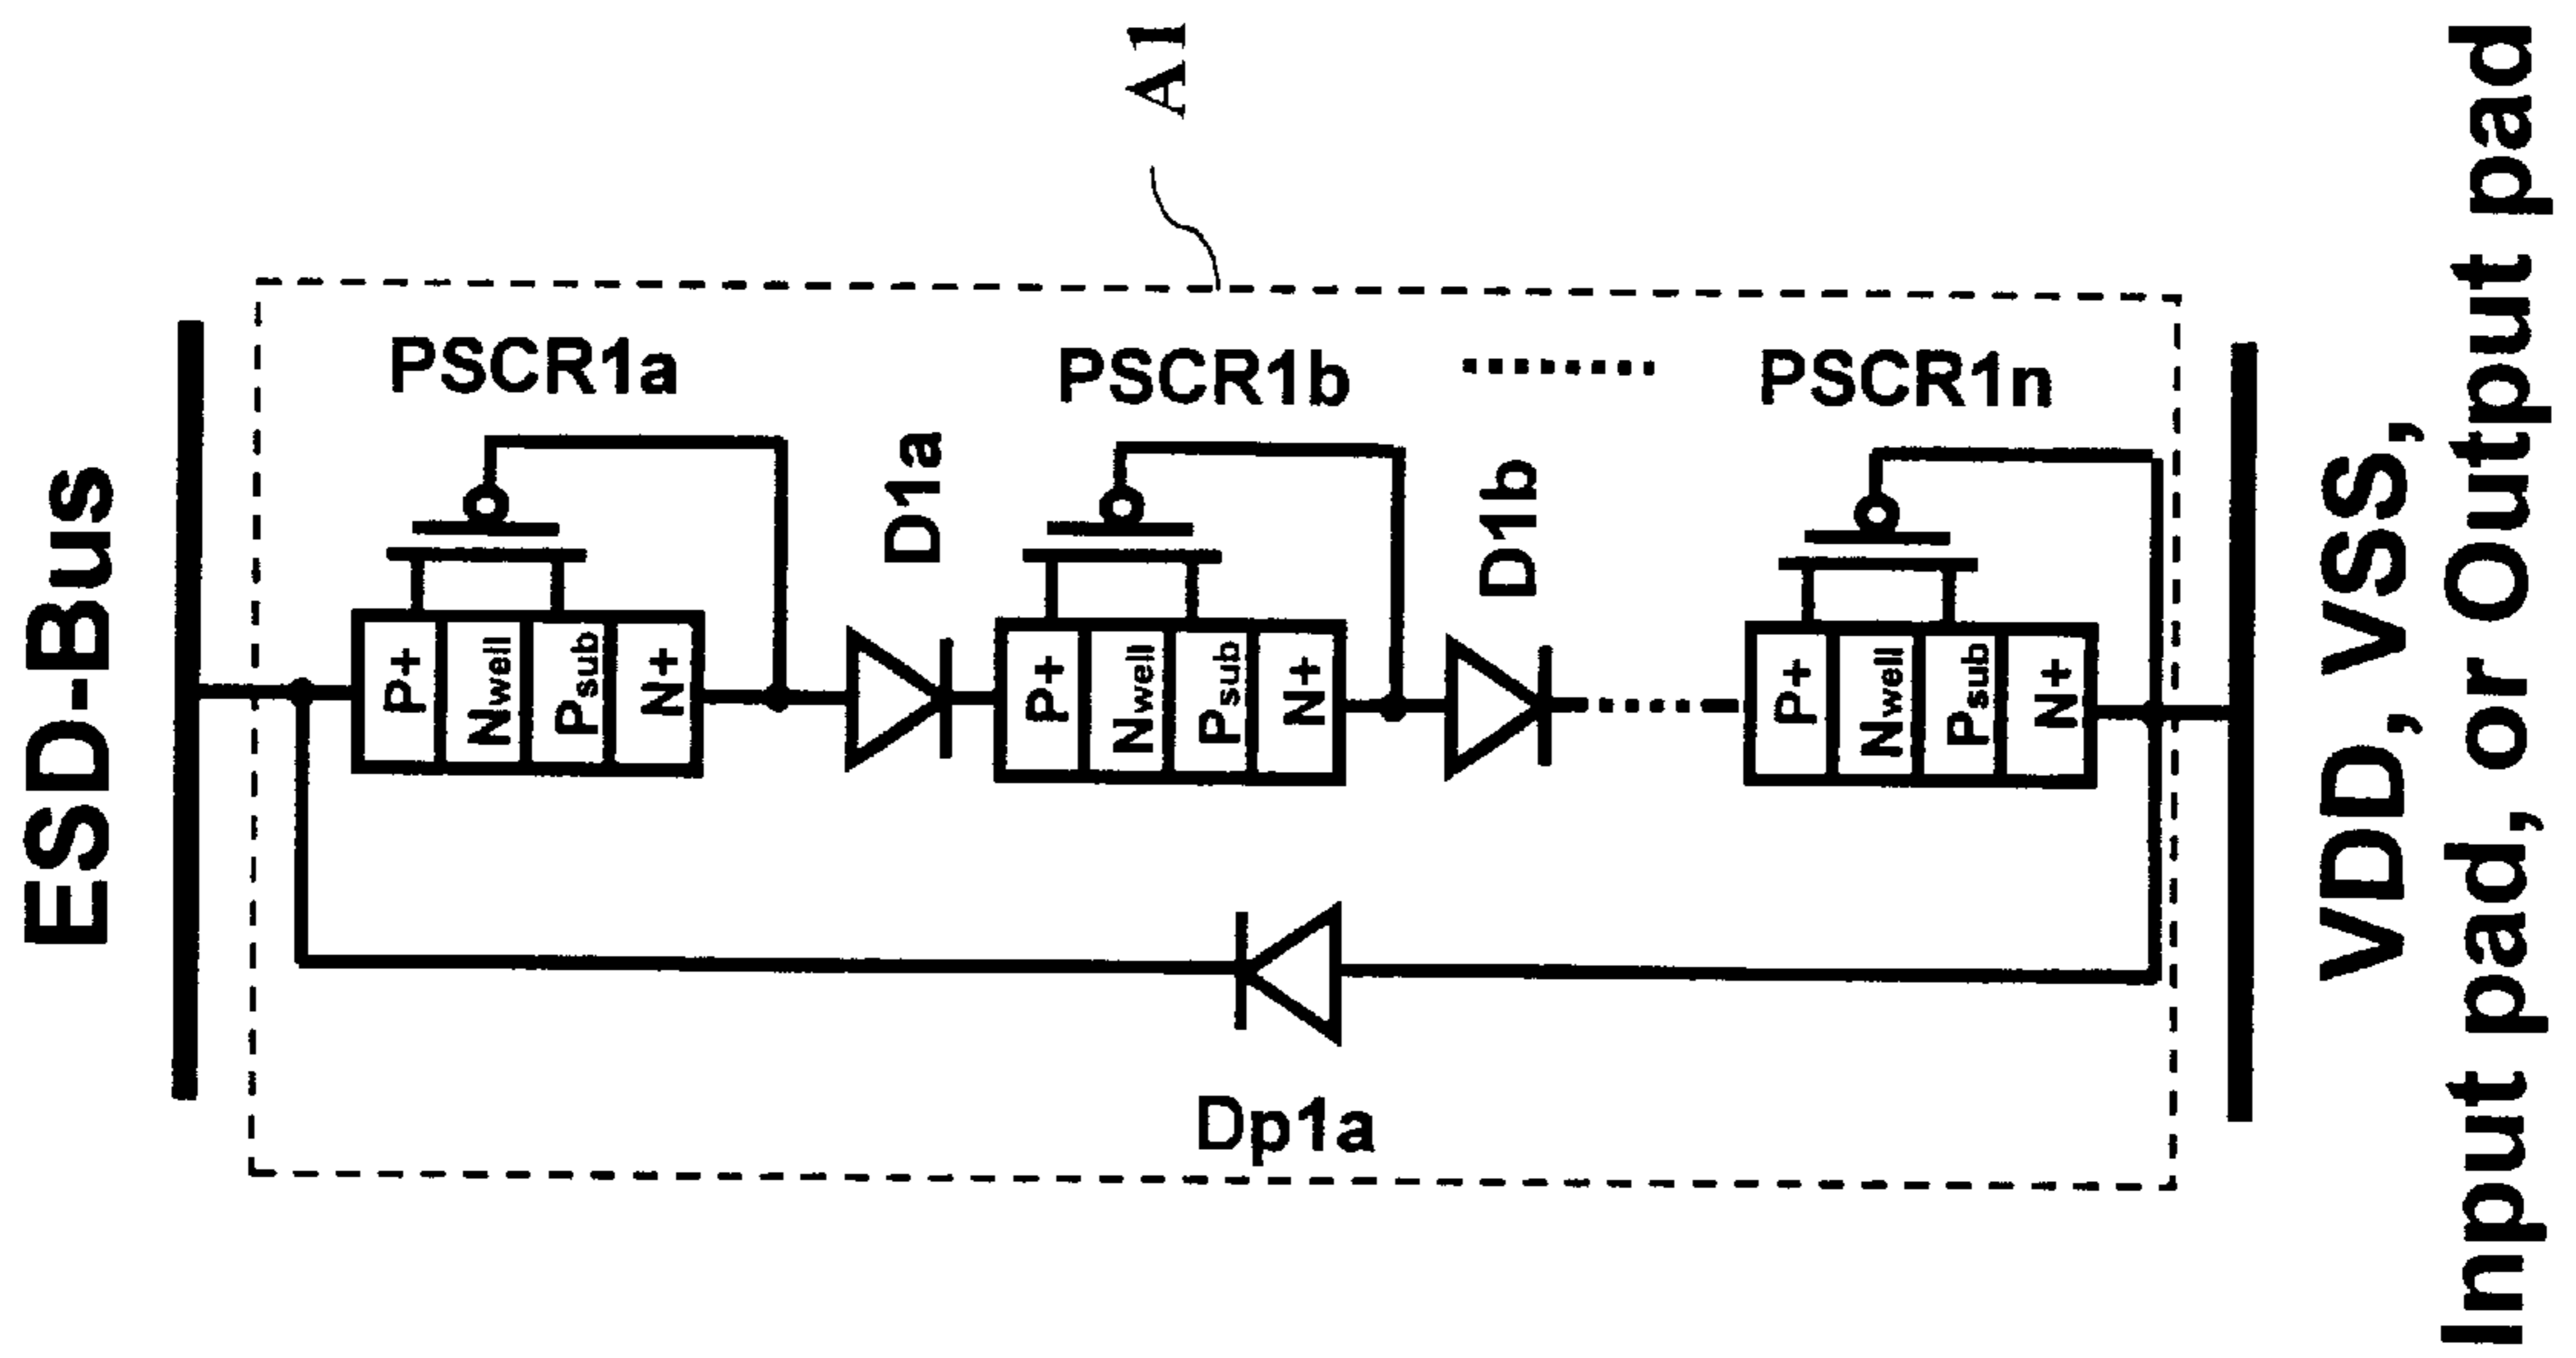 A1
ESD-Bus
PSCR1a
PSCR1b
PSCR1n
D1a
D1b
P+
Nwell
Psub
N+
P+
Nwell
Psub
N+
P+
Nwell
Psub
N+
Dp1a
VDD, VSS,
Input pad, or Output pad